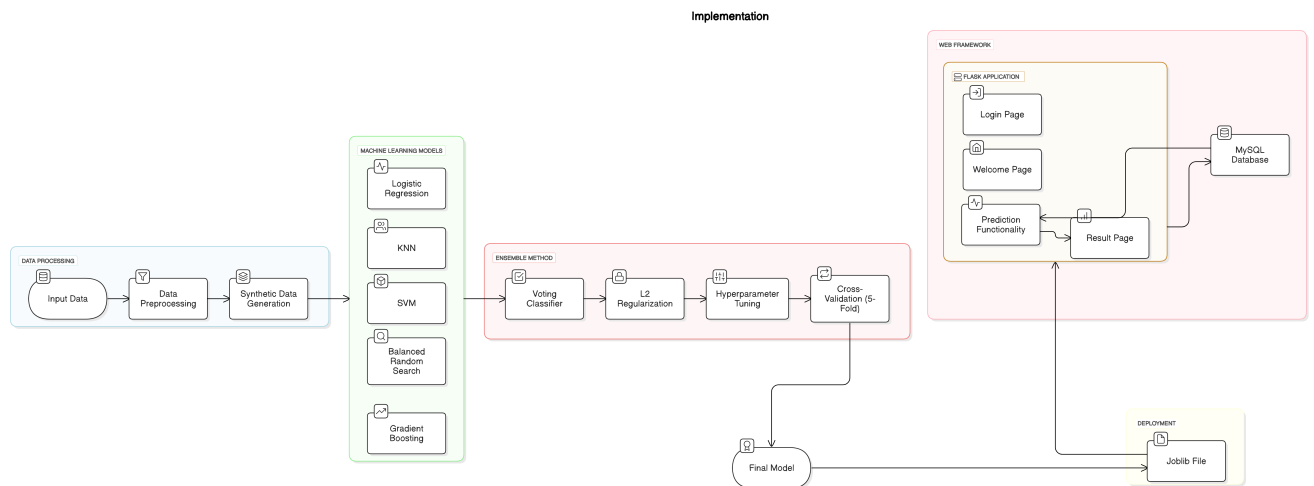 Implementation
WEB FRAMEWORK
FLASK APPLICATION
Login Page
Welcome Page
Prediction
Functionality
Result Page
MySQL
Database
MACHINE LEARNING MODELS
Logistic
Regression
KNN
SVM
Balanced
Random
Search
Gradient
Boosting
DATA PROCESSING
Input Data
Data
Preprocessing
Synthetic Data
Generation
ENSEMBLE METHOD
Voting
Classifier
L2
Regularization
Hyperparameter
Tuning
Cross-
Validation (5-
Fold)
Final Model
DEPLOYMENT
Joblib File